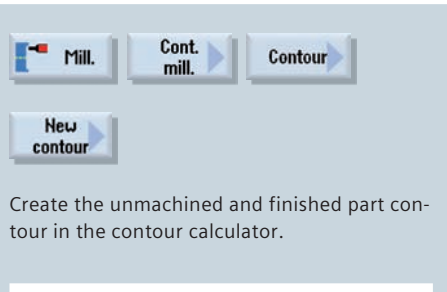 Mill.
Cont.
mill.
Contour
New
contour
Create the unmachined and finished part con-
tour in the contour calculator.